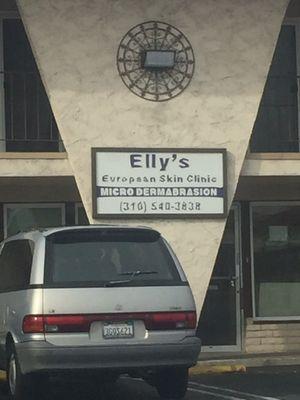 Elly's
European Skin Clinic
MICRO DERMABRASION
(310) 540-3838